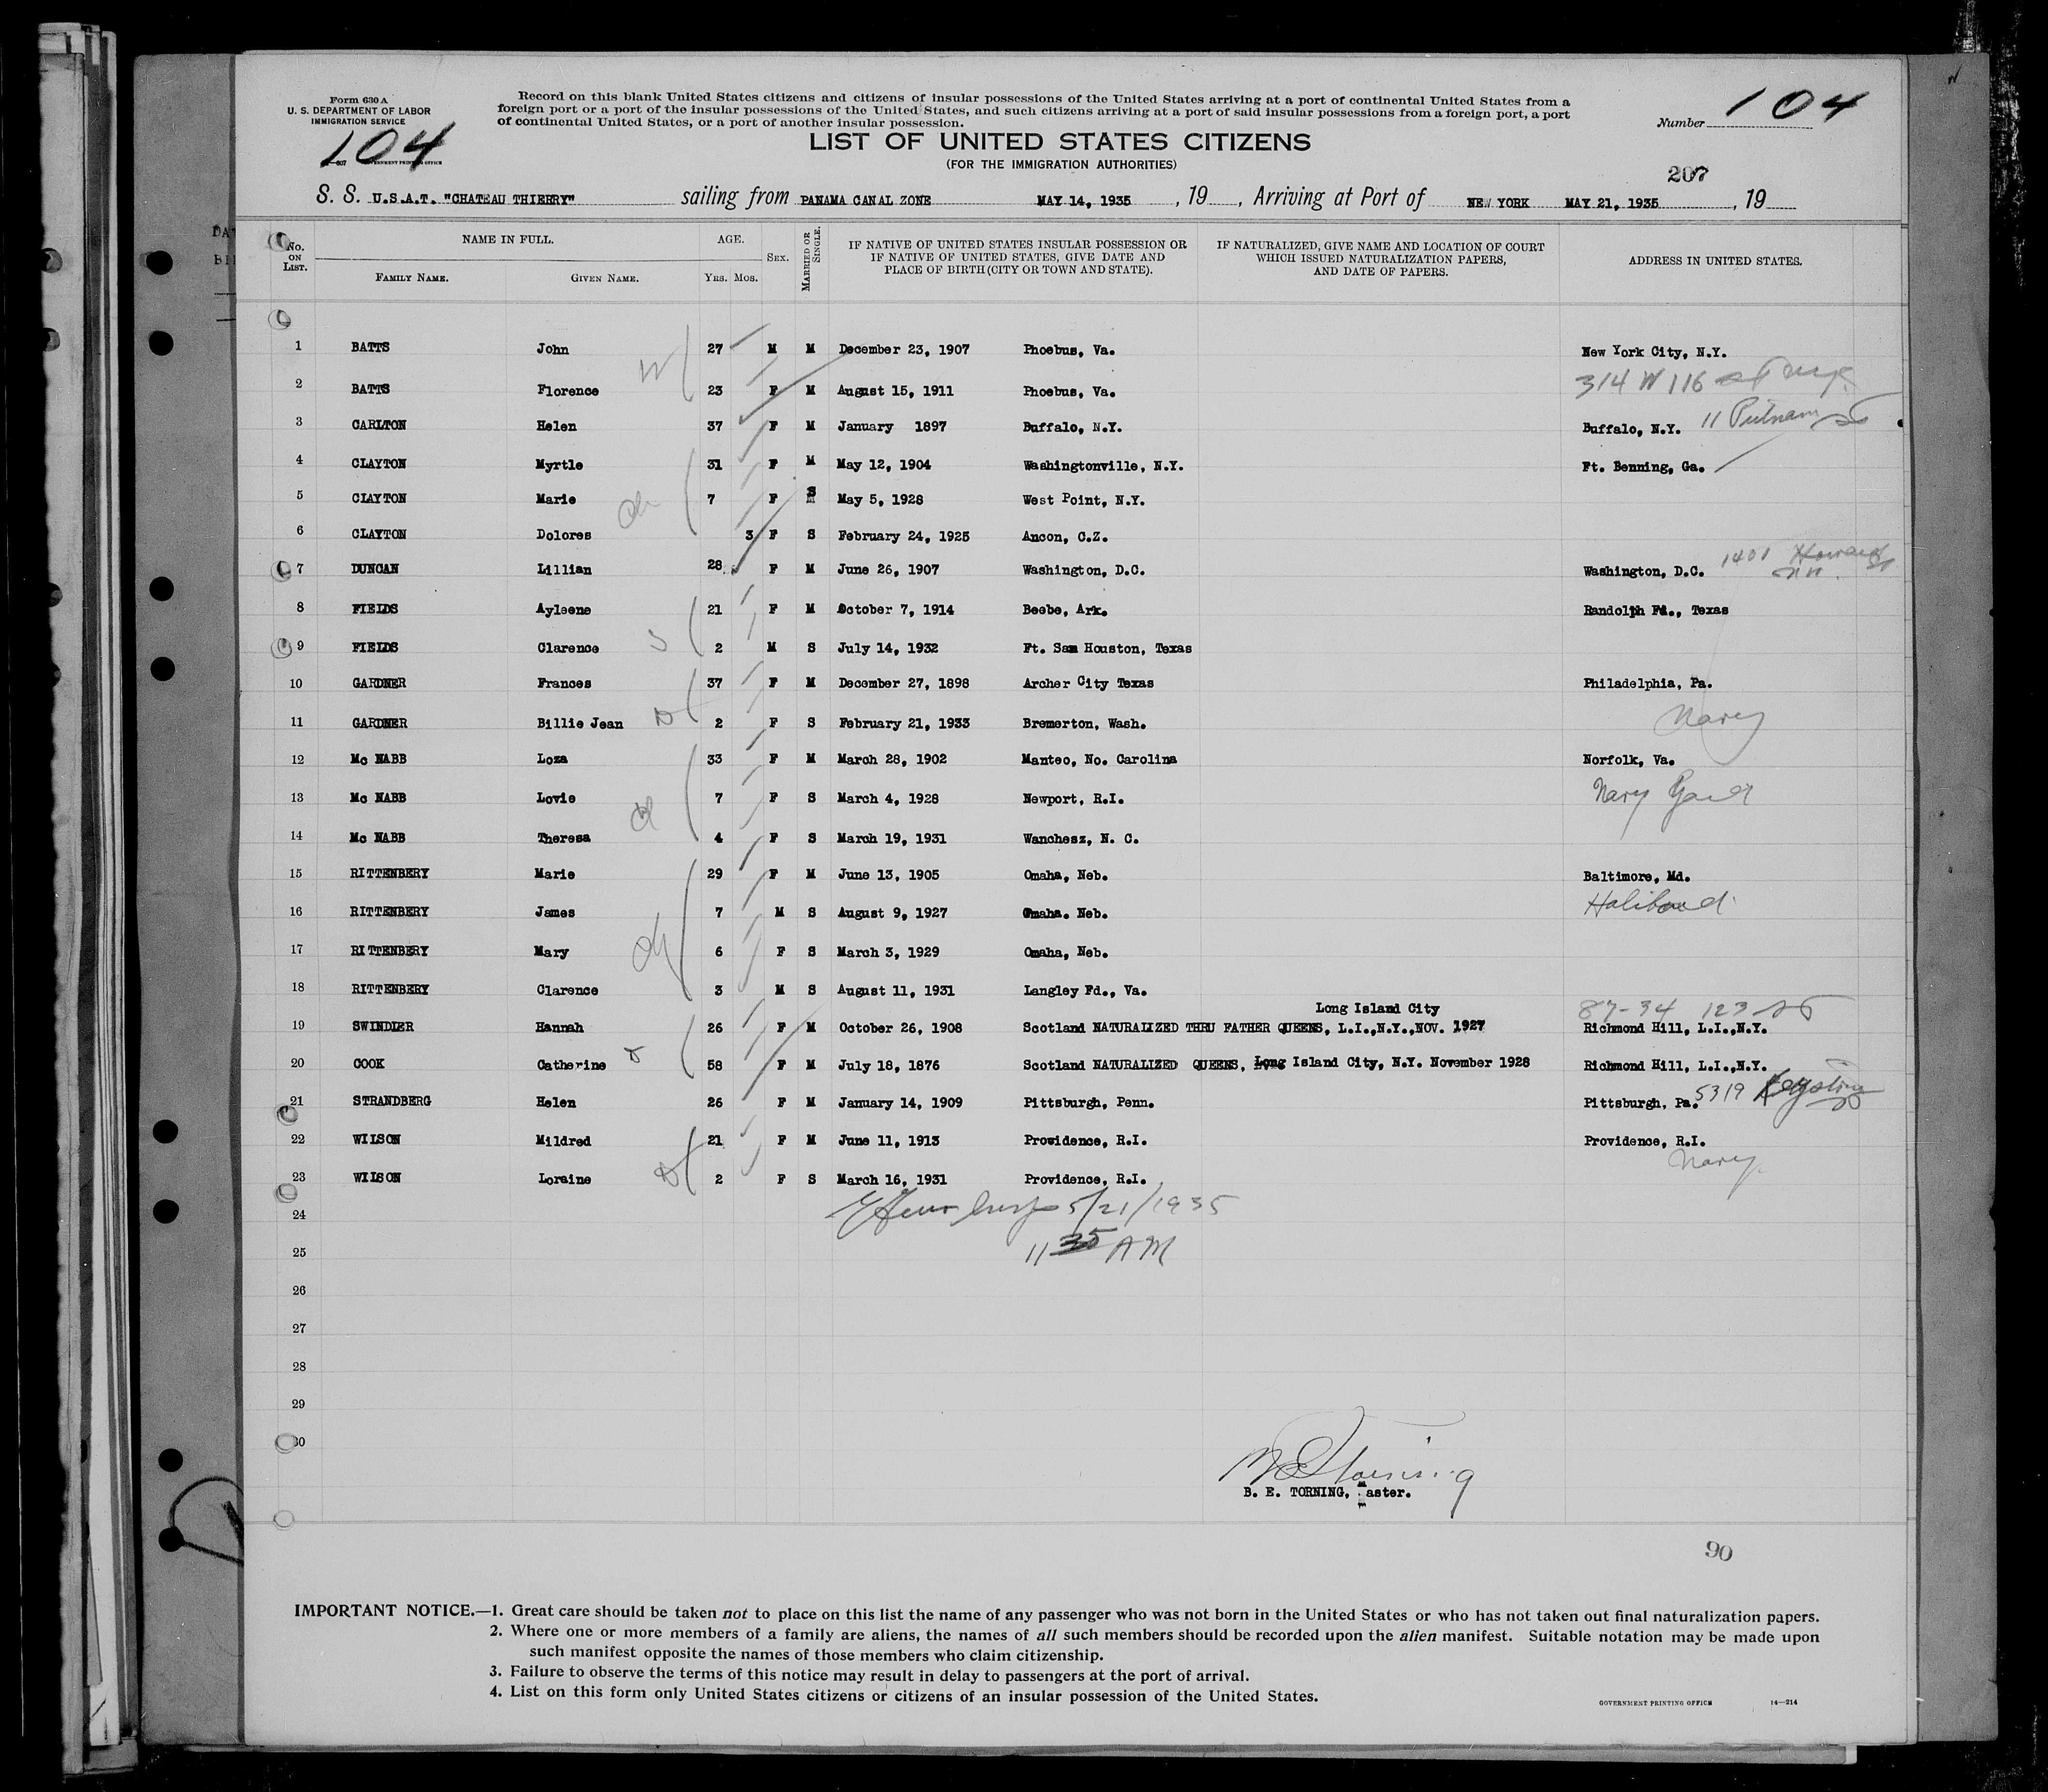 Form 630 A
U. S. DEPARTMENT OF LABOR
IMMIGRATION SERVICE
104
Record on this blank United States citizens and citizens of insular possessions of the United States arriving at a port of continental United States from a
foreign port or a port of the insular possessions of the United States, and such citizens arriving at a port of said insular possessions from a foreign port, a port
of continental United States, or a port of another insular possession.
Number 104
LIST OF UNITED STATES CITIZENS
(FOR THE IMMIGRATION AUTHORITIES)
207
S. S. U.S.A.T. "CHATEAU THIERRY" sailing from PANAMA CANAL ZONE MAY 14, 1935, 19 , Arriving at Port of NEW YORK MAY 21, 1935, 19
No. ON LIST. NAME IN FULL. FAMILY NAME. GIVEN NAME. AGE. YRS. MOS. SEX. MARRIED OR SINGLE. IF NATIVE OF UNITED STATES INSULAR POSSESSION OR IF NATIVE OF UNITED STATES, GIVE DATE AND PLACE OF BIRTH (CITY OR TOWN AND STATE). IF NATURALIZED, GIVE NAME AND LOCATION OF COURT WHICH ISSUED NATURALIZATION PAPERS, AND DATE OF PAPERS. ADDRESS IN UNITED STATES.
1 BATTS John 27 M M December 23, 1907 Phoebus, Va. New York City, N.Y.
2 BATTS Florence 23 F M August 15, 1911 Phoebus, Va. 314 W 116 st
3 CARLTON Helen 37 F M January 1897 Buffalo, N.Y. Buffalo, N.Y. 11 Putnam St
4 CLAYTON Myrtle 31 F M May 12, 1904 Washingtonville, N.Y. Ft. Benning, Ga.
5 CLAYTON Marie 7 F S May 5, 1928 West Point, N.Y.
6 CLAYTON Dolores 3 F S February 24, 1925 Ancon, C.Z.
7 DUNCAN Lillian 28 F M June 26, 1907 Washington, D.C. Washington, D.C. 1401
8 FIELDS Ayleene 21 F M October 7, 1914 Beebe, Ark. Randolph Fd., Texas
9 FIELDS Clarence 2 M S July 14, 1932 Ft. Sam Houston, Texas
10 GARDNER Frances 37 F M December 27, 1898 Archer City Texas Philadelphia, Pa.
11 GARDNER Billie Jean 2 F S February 21, 1933 Bremerton, Wash. Navy
12 Mc NABB Loza 33 F M March 28, 1902 Manteo, No. Carolina Norfolk, Va.
13 Mc NABB Lovie 7 F S March 4, 1928 Newport, R.I. Navy Yard
14 Mc NABB Theresa 4 F S March 19, 1931 Wanchesz, N. C.
15 RITTENBERY Marie 29 F M June 13, 1905 Omaha, Neb. Baltimore, Md.
16 RITTENBERY James 7 M S August 9, 1927 Omaha. Neb.
17 RITTENBERY Mary 6 F S March 3, 1929 Omaha, Neb.
18 RITTENBERY Clarence 3 M S August 11, 1931 Langley Fd., Va.
Long Island City 87-34 123 St
19 SWINDLER Hannah 26 F M October 26, 1908 Scotland NATURALIZED THRU FATHER QUEENS, L.I.,N.Y.,NOV. 1927 Richmond Hill, L.I.,N.Y.
20 COOK Catherine 58 F M July 18, 1876 Scotland NATURALIZED QUEENS, Long Island City, N.Y. November 1928 Richmond Hill, L.I.,N.Y.
21 STRANDBERG Helen 26 F M January 14, 1909 Pittsburgh, Penn. Pittsburgh, Pa. 5319
22 WILSON Mildred 21 F M June 11, 1913 Providence, R.I. Providence, R.I.
23 WILSON Loraine 2 F S March 16, 1931 Providence, R.I. Navy
24 5/21/1935
25 11 35 AM
26
27
28
29
30
B. E. TORNING, Master.
90
IMPORTANT NOTICE.—1. Great care should be taken not to place on this list the name of any passenger who was not born in the United States or who has not taken out final naturalization papers.
2. Where one or more members of a family are aliens, the names of all such members should be recorded upon the alien manifest. Suitable notation may be made upon
such manifest opposite the names of those members who claim citizenship.
3. Failure to observe the terms of this notice may result in delay to passengers at the port of arrival.
4. List on this form only United States citizens or citizens of an insular possession of the United States.
GOVERNMENT PRINTING OFFICE 14—214